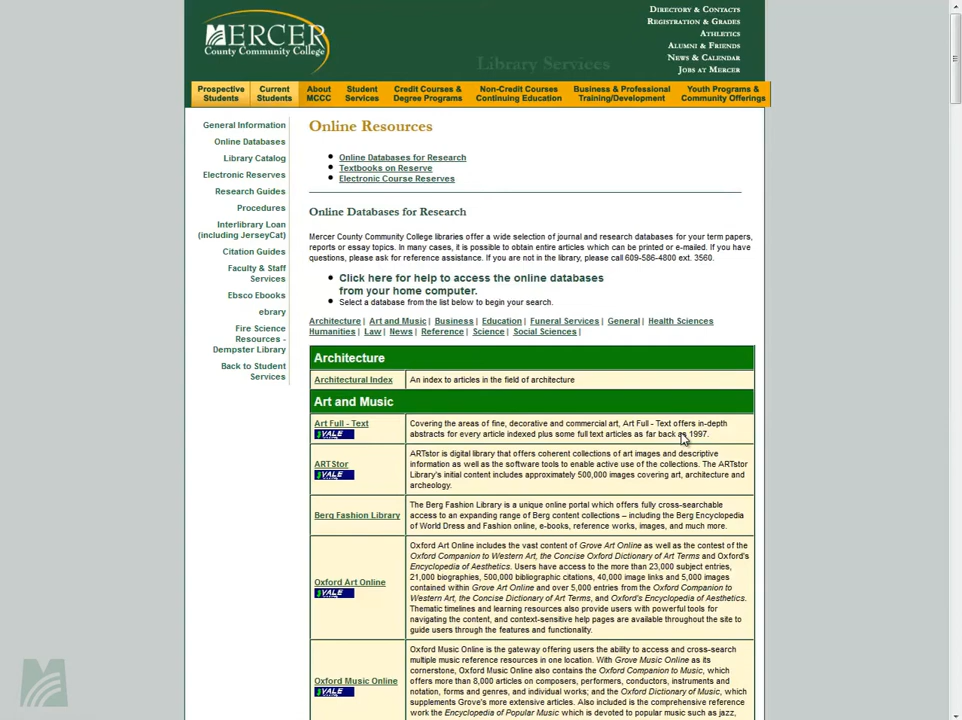 MERCER
County Community College
Directory & Contacts
Registration & Grades
Athletics
Alumni & Friends
News & Calendar
Jobs at Mercer
Library Services
Prospective Students
Current Students
About MCCC
Student Services
Credit Courses & Degree Programs
Non-Credit Courses Continuing Education
Business & Professional Training/Development
Youth Programs & Community Offerings
General Information
Online Databases
Library Catalog
Electronic Reserves
Research Guides
Procedures
Interlibrary Loan
(including JerseyCat)
Citation Guides
Faculty & Staff
Services
Ebsco Ebooks
ebrary
Fire Science
Resources -
Dempster Library
Back to Student
Services
Online Resources
Online Databases for Research
Textbooks on Reserve
Electronic Course Reserves
Online Databases for Research
Mercer County Community College libraries offer a wide selection of journal and research databases for your term papers,
reports or essay topics. In many cases, it is possible to obtain entire articles which can be printed or e-mailed. If you have
questions, please ask for reference assistance. If you are not in the library, please call 609-586-4800 ext. 3560.
Click here for help to access the online databases
from your home computer.
Select a database from the list below to begin your search.
Architecture | Art and Music | Business | Education | Funeral Services | General | Health Sciences
Humanities | Law | News | Reference | Science | Social Sciences |
Architecture
Architectural Index
An index to articles in the field of architecture
Art and Music
Art Full - Text
VALE
Covering the areas of fine, decorative and commercial art, Art Full - Text offers in-depth
abstracts for every article indexed plus some full text articles as far back as 1997.
ARTStor
VALE
ARTstor is digital library that offers coherent collections of art images and descriptive
information as well as the software tools to enable active use of the collections. The ARTstor
Library's initial content includes approximately 500,000 images covering art, architecture and
archeology.
Berg Fashion Library
The Berg Fashion Library is a unique online portal which offers fully cross-searchable
access to an expanding range of Berg content collections – including the Berg Encyclopedia
of World Dress and Fashion online, e-books, reference works, images, and much more.
Oxford Art Online
VALE
Oxford Art Online includes the vast content of Grove Art Online as well as the contest of the
Oxford Companion to Western Art, the Concise Oxford Dictionary of Art Terms and Oxford's
Encyclopedia of Aesthetics. Users have access to the more than 23,000 subject entries,
21,000 biographies, 500,000 bibliographic citations, 40,000 image links and 5,000 images
contained within Grove Art Online and over 5,000 entries from the Oxford Companion to
Western Art, the Concise Dictionary of Art Terms, and Oxford's Encyclopedia of Aesthetics.
Thematic timelines and learning resources also provide users with powerful tools for
navigating the content, and context-sensitive help pages are available throughout the site to
guide users through the features and functionality.
Oxford Music Online
VALE
Oxford Music Online is the gateway offering users the ability to access and cross-search
multiple music reference resources in one location. With Grove Music Online as its
cornerstone, Oxford Music Online also contains the Oxford Companion to Music, which
offers more than 8,000 articles on composers, performers, conductors, instruments and
notation, forms and genres, and individual works; and the Oxford Dictionary of Music, which
supplements Grove's more extensive articles. Also included is the comprehensive reference
work the Encyclopedia of Popular Music which is devoted to popular music such as jazz,